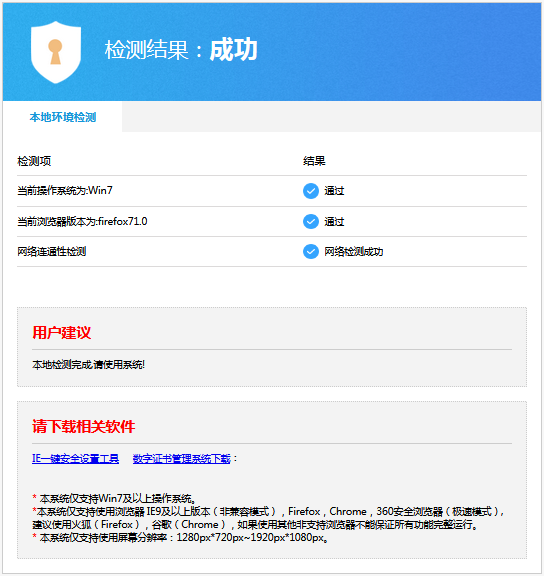 检测结果：成功
本地环境检测
检测项 结果
当前操作系统为:Win7 通过
当前浏览器版本为:firefox71.0 通过
网络连通性检测 网络检测成功
用户建议
本地检测完成,请使用系统!
请下载相关软件
IE一键安全设置工具 数字证书管理系统下载：
* 本系统仅支持Win7及以上操作系统。
*本系统仅支持使用浏览器 IE9及以上版本（非兼容模式），Firefox，Chrome，360安全浏览器（极速模式），
建议使用火狐（Firefox），谷歌（Chrome），如果使用其他非支持浏览器不能保证所有功能完整运行。
* 本系统仅支持使用屏幕分辨率：1280px*720px~1920px*1080px。